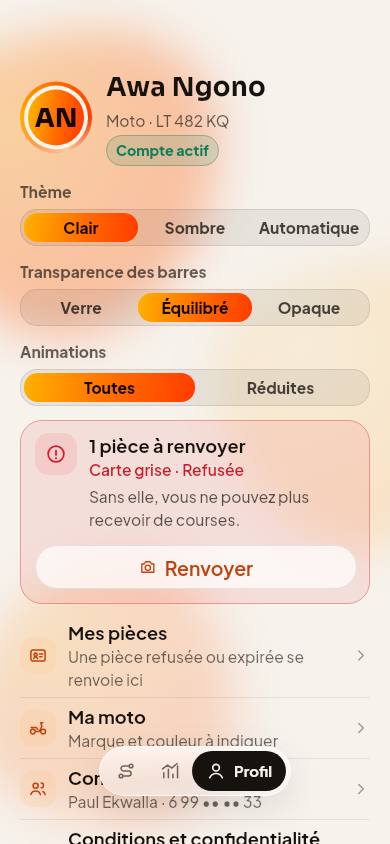 Awa Ngono
AN
Moto · LT 482 KQ
Compte actif
Thème
Clair
Sombre
Automatique
Transparence des barres
Verre
Équilibré
Opaque
Animations
Toutes
Réduites
1 pièce à renvoyer
Carte grise · Refusée
Sans elle, vous ne pouvez plus
recevoir de courses.
Renvoyer
Mes pièces
Une pièce refusée ou expirée se
renvoie ici
Ma moto
Marque et couleur à indiquer
Profil
Paul Ekwalla · 6 99 •• •• 33
Conditions et confidentialité